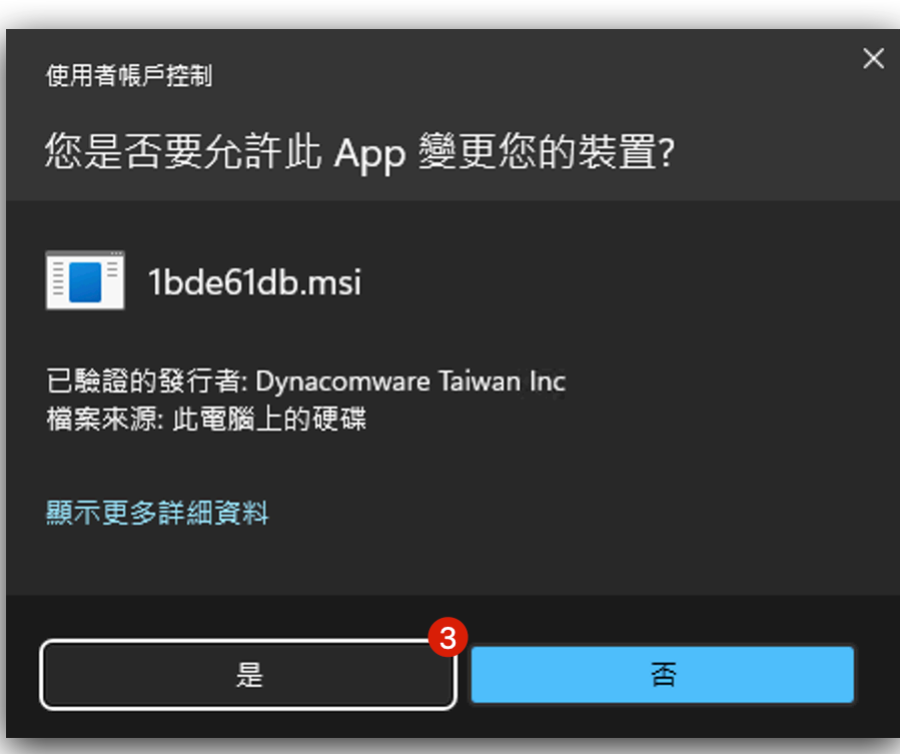 使用者帳戶控制
您是否要允許此 App 變更您的裝置?
1bde61db.msi
已驗證的發行者: Dynacomware Taiwan Inc
檔案來源: 此電腦上的硬碟
顯示更多詳細資料
3
是
否